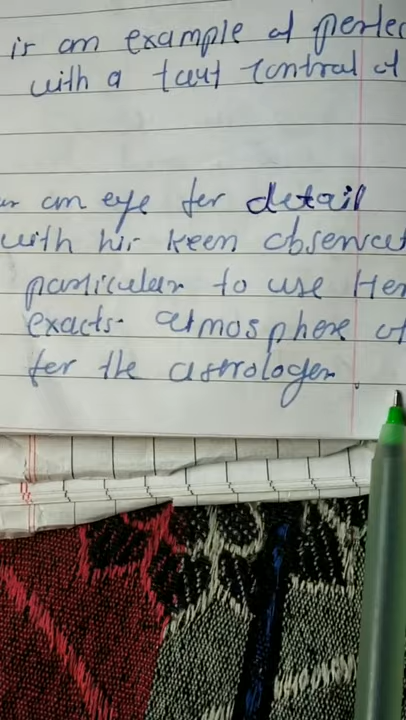 is an example of perfec
with a taut control of
an eye for detail
with his keen observat
particular to use Her
exacts atmosphere of
for the astrologer.